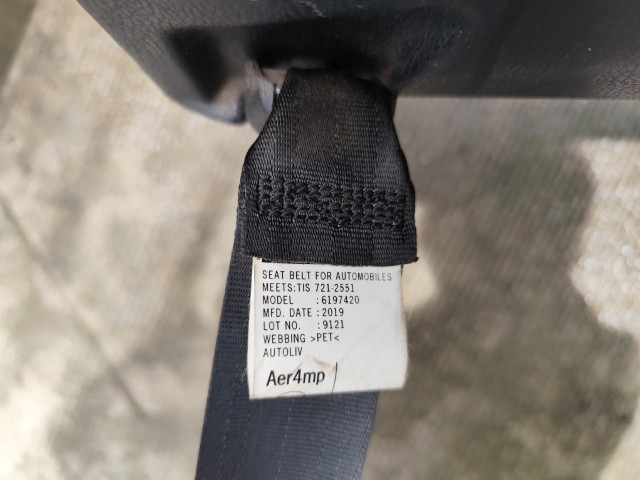 SEAT BELT FOR AUTOMOBILES
MEETS:TIS 721-2551
MODEL :6197420
MFD. DATE :2019
LOT NO. :9121
WEBBING >PET<
AUTOLIV
Aer4mp